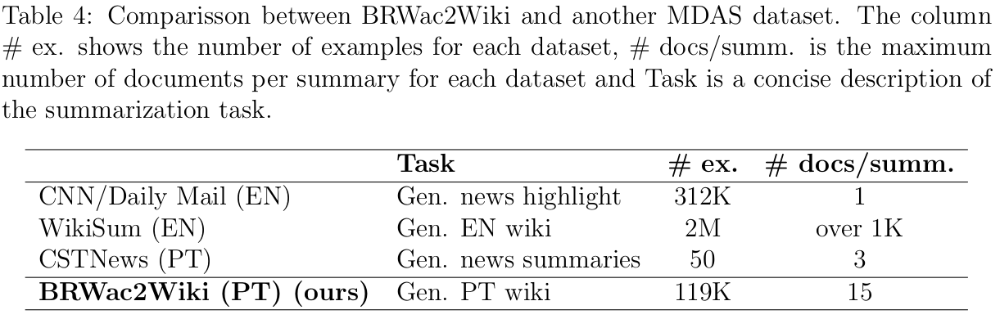 Table 4: Comparisson between BRWac2Wiki and another MDAS dataset. The column
# ex. shows the number of examples for each dataset, # docs/summ. is the maximum
number of documents per summary for each dataset and Task is a concise description of
the summarization task.
Task # ex. # docs/summ.
CNN/Daily Mail (EN) Gen. news highlight 312K 1
WikiSum (EN) Gen. EN wiki 2M over 1K
CSTNews (PT) Gen. news summaries 50 3
BRWac2Wiki (PT) (ours) Gen. PT wiki 119K 15